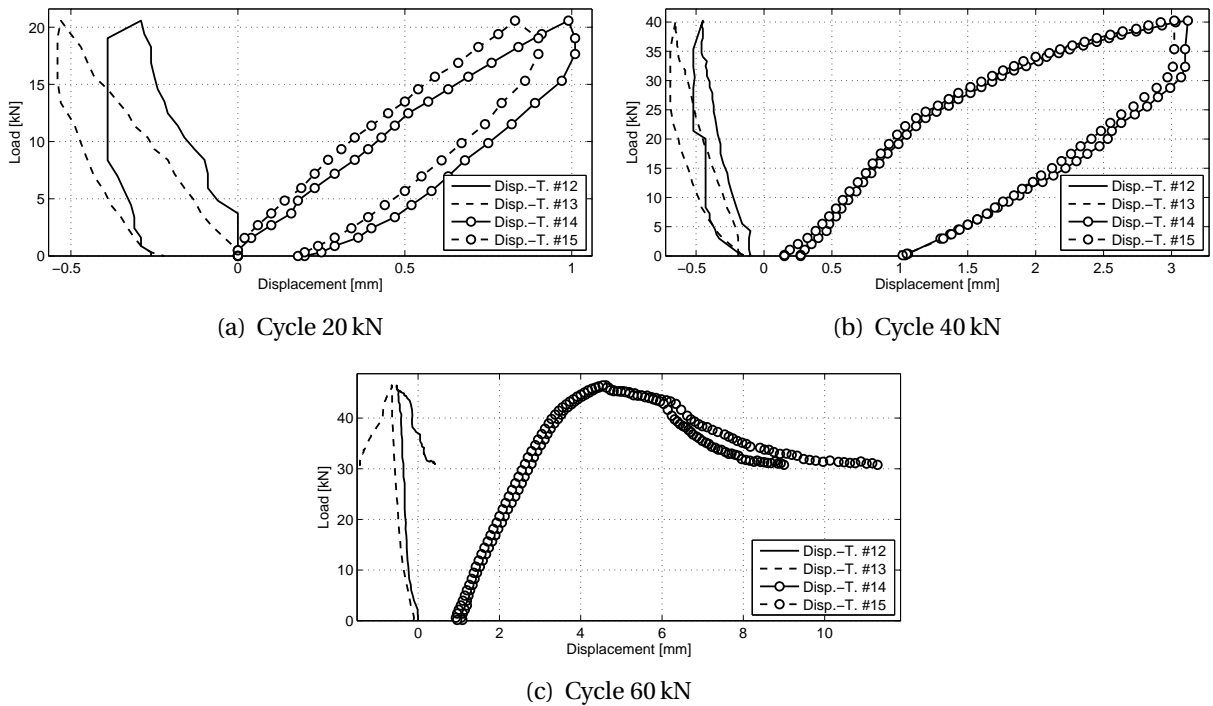 20
15
10
5
0
Load [kN]
−0.5
0
0.5
1
Displacement [mm]
Disp.−T. #12
Disp.−T. #13
Disp.−T. #14
Disp.−T. #15
(a) Cycle 20 kN
40
35
30
25
20
15
10
5
0
Load [kN]
−0.5
0
0.5
1
1.5
2
2.5
3
Displacement [mm]
Disp.−T. #12
Disp.−T. #13
Disp.−T. #14
Disp.−T. #15
(b) Cycle 40 kN
40
30
20
10
0
Load [kN]
0
2
4
6
8
10
Displacement [mm]
Disp.−T. #12
Disp.−T. #13
Disp.−T. #14
Disp.−T. #15
(c) Cycle 60 kN